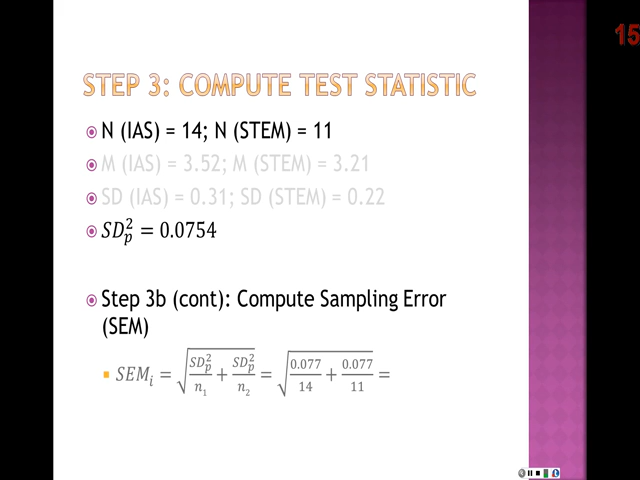 15
STEP 3: COMPUTE TEST STATISTIC
N (IAS) = 14; N (STEM) = 11
M (IAS) = 3.52; M (STEM) = 3.21
SD (IAS) = 0.31; SD (STEM) = 0.22
SD_p^2 = 0.0754
Step 3b (cont): Compute Sampling Error
(SEM)
SEM_i = √(SD_p^2/n_1 + SD_p^2/n_2) = √(0.077/14 + 0.077/11) =